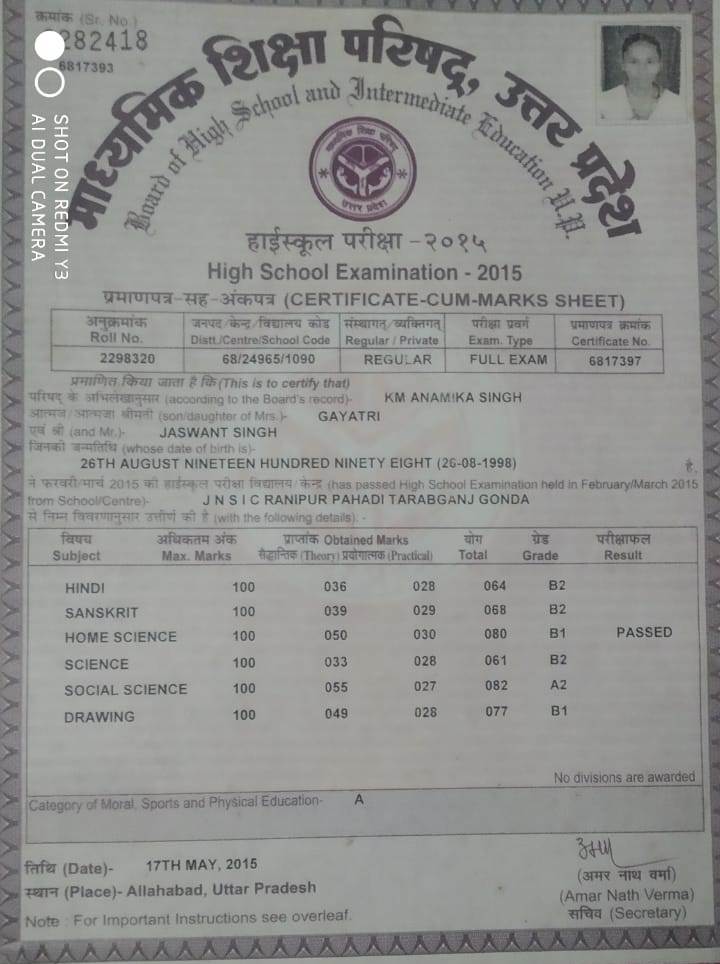 क्रमांक (Sr. No.)
282418
6817393
माध्यमिक शिक्षा परिषद्, उत्तर प्रदेश
Board of High School and Intermediate Education U.P.
माध्यमिक शिक्षा परिषद
उत्तर प्रदेश
SHOT ON REDMI Y3
AI DUAL CAMERA
हाईस्कूल परीक्षा - २०१५
High School Examination - 2015
प्रमाणपत्र-सह-अंकपत्र (CERTIFICATE-CUM-MARKS SHEET)
अनुक्रमांक जनपद/केन्द्र/विद्यालय कोड संस्थागत/व्यक्तिगत परीक्षा प्रवर्ग प्रमाणपत्र क्रमांक
Roll No. Distt./Centre/School Code Regular / Private Exam. Type Certificate No.
2298320 68/24965/1090 REGULAR FULL EXAM 6817397
प्रमाणित किया जाता है कि (This is to certify that)
परिषद् के अभिलेखानुसार (according to the Board's record)- KM ANAMIKA SINGH
आत्मज/आत्मजा श्रीमती (son/daughter of Mrs.)- GAYATRI
एवं श्री (and Mr.)- JASWANT SINGH
जिनकी जन्मतिथि (whose date of birth is)-
26TH AUGUST NINETEEN HUNDRED NINETY EIGHT (26-08-1998) है,
ने फरवरी/मार्च 2015 की हाईस्कूल परीक्षा विद्यालय/केन्द्र (has passed High School Examination held in February/March 2015
from School/Centre)- J N S I C RANIPUR PAHADI TARABGANJ GONDA
से निम्न विवरणानुसार उत्तीर्ण की है (with the following details): -
विषय अधिकतम अंक प्राप्तांक Obtained Marks योग ग्रेड परीक्षाफल
Subject Max. Marks सैद्धान्तिक (Theory) प्रयोगात्मक (Practical) Total Grade Result
HINDI 100 036 028 064 B2
SANSKRIT 100 039 029 068 B2
HOME SCIENCE 100 050 030 080 B1 PASSED
SCIENCE 100 033 028 061 B2
SOCIAL SCIENCE 100 055 027 082 A2
DRAWING 100 049 028 077 B1
No divisions are awarded
Category of Moral, Sports and Physical Education- A
तिथि (Date)- 17TH MAY, 2015
स्थान (Place)- Allahabad, Uttar Pradesh
Note : For Important Instructions see overleaf.
(अमर नाथ वर्मा)
(Amar Nath Verma)
सचिव (Secretary)